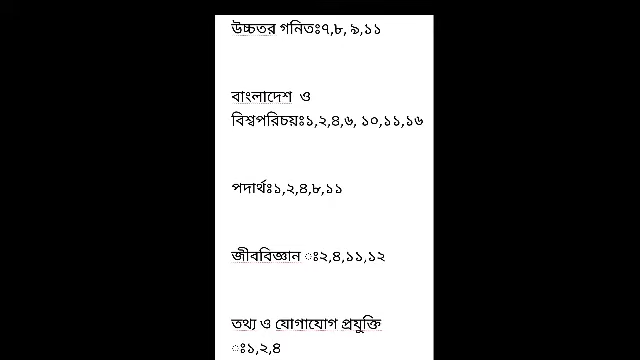 উচ্চতর গনিতঃ৭,৮, ৯,১১
বাংলাদেশ ও
বিশ্বপরিচয়ঃ১,২,৪,৬, ১০,১১,১৬
পদার্থঃ১,২,৪,৮,১১
জীববিজ্ঞান ঃ২,৪,১১,১২
তথ্য ও যোগাযোগ প্রযুক্তি
ঃ১,২,৪